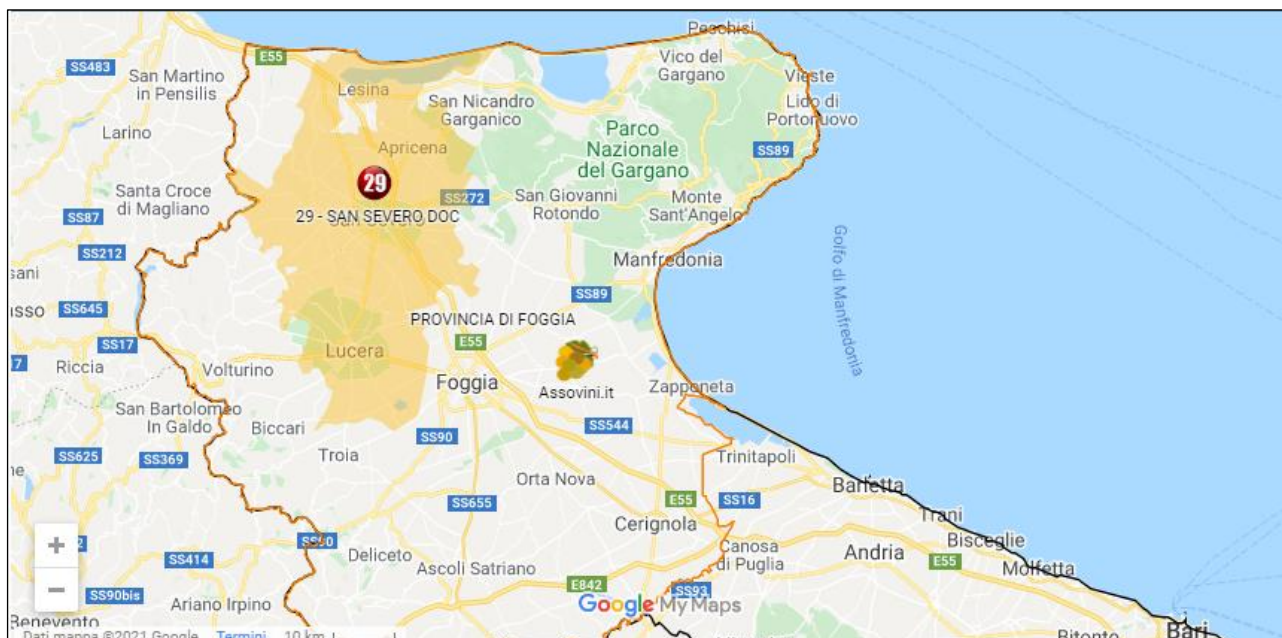 Peschisi
E55
SS483
San Martino
in Pensilis
Vico del
Gargano
Vieste
Lesina
San Nicandro
Garganico
Lido di
Portonuovo
Larino
Parco
Nazionale
del Gargano
Apricena
SS89
29
Santa Croce
di Magliano
SS272
San Giovanni
Rotondo
Monte
Sant'Angelo
29 - SAN SEVERO DOC
SS87
SS212
Golfo di Manfredonia
Manfredonia
SS89
SS645
PROVINCIA DI FOGGIA
SS17
E55
Lucera
Riccia
Volturino
Foggia
Assovini.it
Zapponeta
San Bartolomeo
In Galdo
Biccari
SS544
SS90
SS625
SS369
Troia
Trinitapoli
Orta Nova
Barletta
SS655
E55
SS16
Trani
Cerignola
Bisceglie
SS90
Canosa
di Puglia
Andria
Deliceto
SS414
Ascoli Satriano
E55
Molfetta
E842
SS93
SS90bis
Ariano Irpino
Google My Maps
Benevento
Bari
Bitonto
Dati mappa ©2021 Google
Termini
10 km